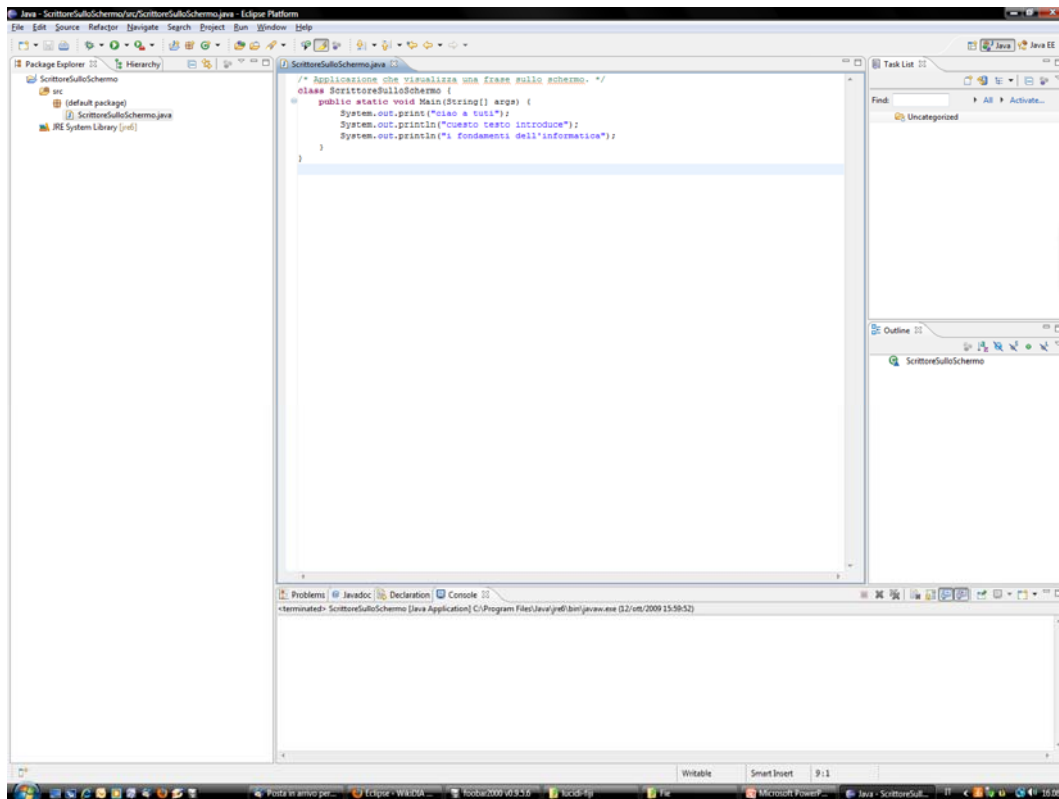 Java - ScrittoreSulloSchermo/src/ScrittoreSulloSchermo.java - Eclipse Platform
File Edit Source Refactor Navigate Search Project Run Window Help
Java Java EE
Package Explorer Hierarchy
ScrittoreSulloSchermo
src
(default package)
ScrittoreSulloSchermo.java
JRE System Library [jre6]
ScrittoreSulloSchermo.java
/* Applicazione che visualizza una frase sullo schermo. */
class ScrittoreSulloSchermo {
public static void Main(String[] args) {
System.out.print("ciao a tuti");
System.out.println("cuesto testo introduce");
System.out.println("i fondamenti dell'informatica");
}
}
Task List
Find: All Activate...
Uncategorized
Outline
ScrittoreSulloSchermo
Problems Javadoc Declaration Console
<terminated> ScrittoreSulloSchermo [Java Application] C:\Program Files\Java\jre6\bin\javaw.exe (12/ott/2009 15:59:52)
Writable Smart Insert 9:1
Posta in arrivo per... Eclipse - WikiDIA ... foobar2000 v0.9.5.6 lucidi-fiji Fie Microsoft PowerP... Java - ScrittoreSull... IT 16.08